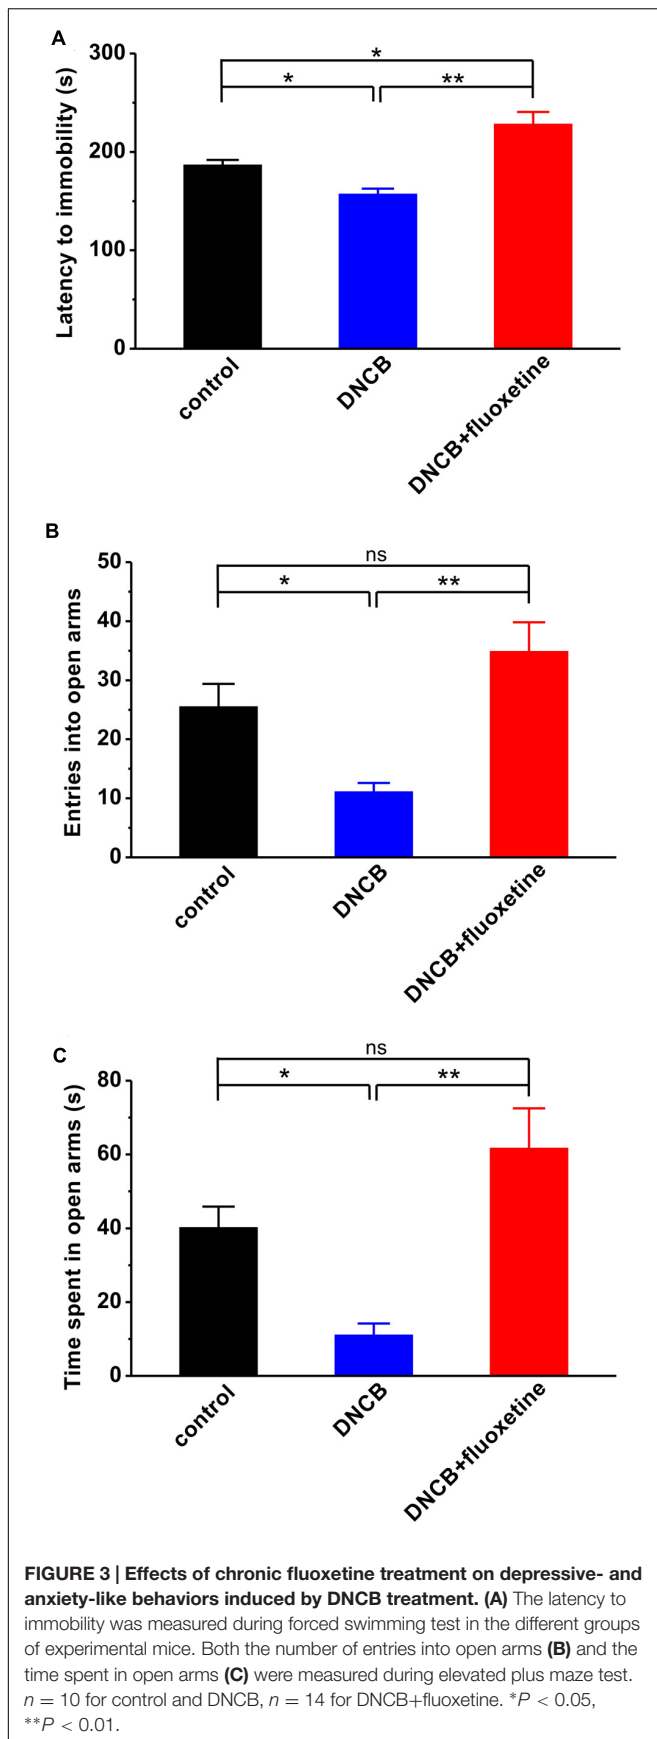 A
Latency to immobility (s)
300
200
100
0
*
*
**
control
DNCB
DNCB+fluoxetine
B
Entries into open arms
50
40
30
20
10
0
ns
*
**
control
DNCB
DNCB+fluoxetine
C
Time spent in open arms (s)
80
60
40
20
0
ns
*
**
control
DNCB
DNCB+fluoxetine
FIGURE 3 | Effects of chronic fluoxetine treatment on depressive- and
anxiety-like behaviors induced by DNCB treatment. (A) The latency to
immobility was measured during forced swimming test in the different groups
of experimental mice. Both the number of entries into open arms (B) and the
time spent in open arms (C) were measured during elevated plus maze test.
n = 10 for control and DNCB, n = 14 for DNCB+fluoxetine. *P < 0.05,
**P < 0.01.